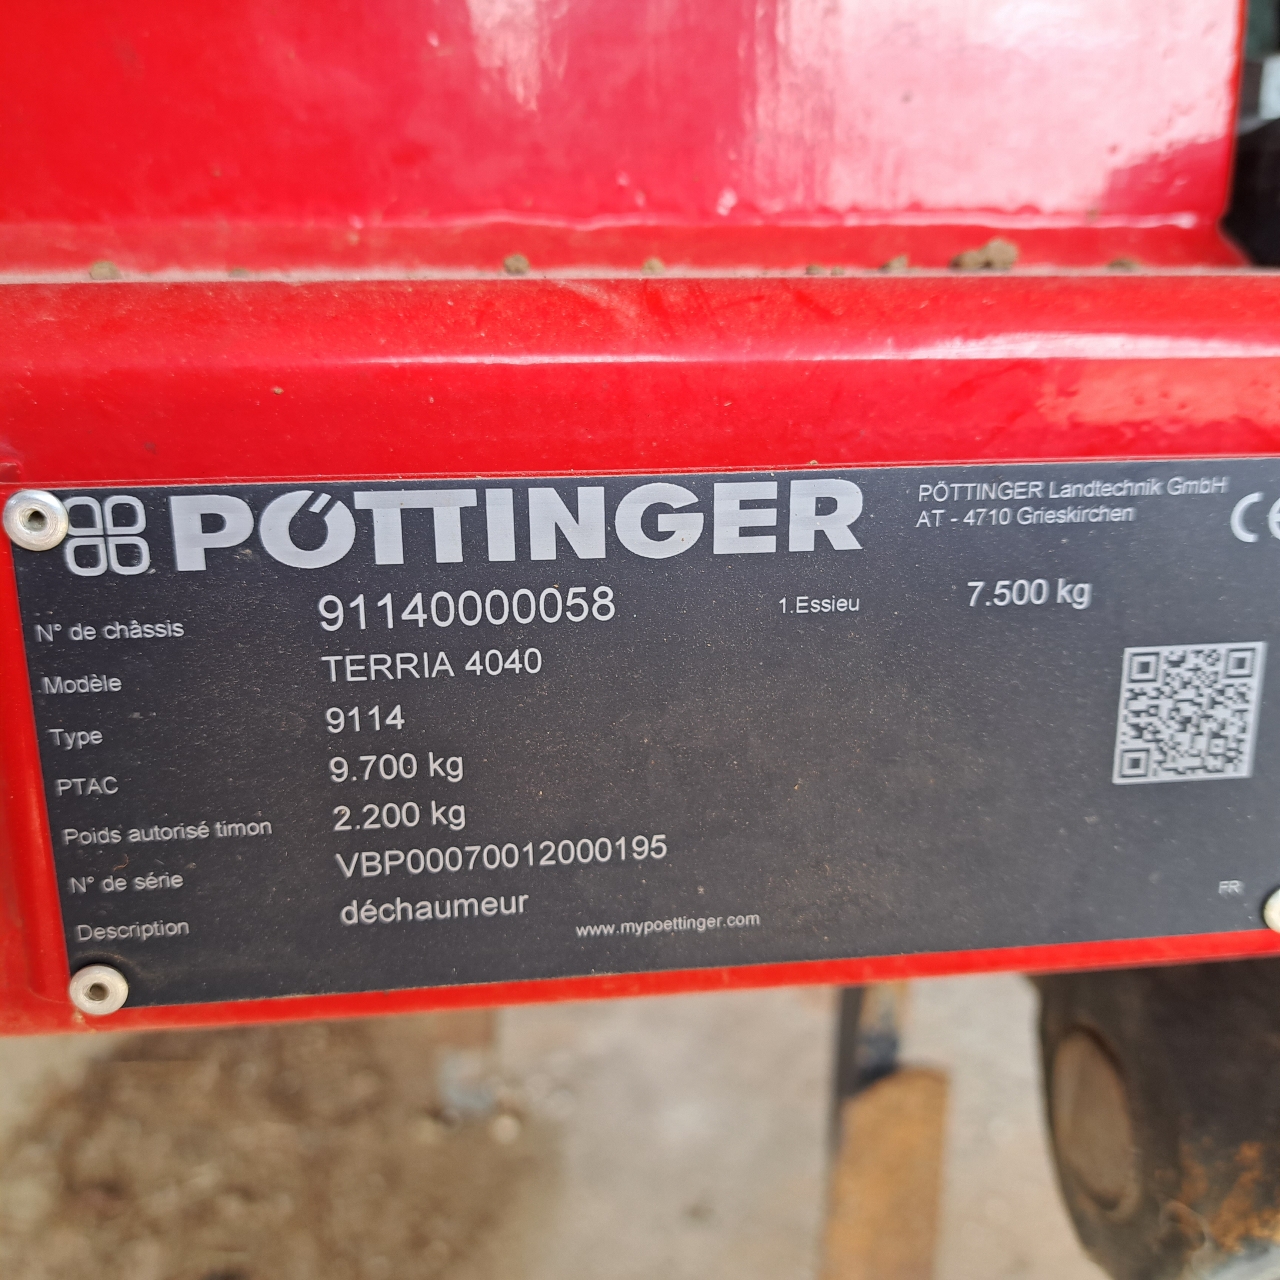 PÖTTINGER
PÖTTINGER Landtechnik GmbH
AT - 4710 Grieskirchen
CE
N° de châssis 91140000058 1.Essieu 7.500 kg
Modèle TERRIA 4040
Type 9114
PTAC 9.700 kg
Poids autorisé timon 2.200 kg
N° de série VBP00070012000195
Description déchaumeur
www.mypoettinger.com
FR